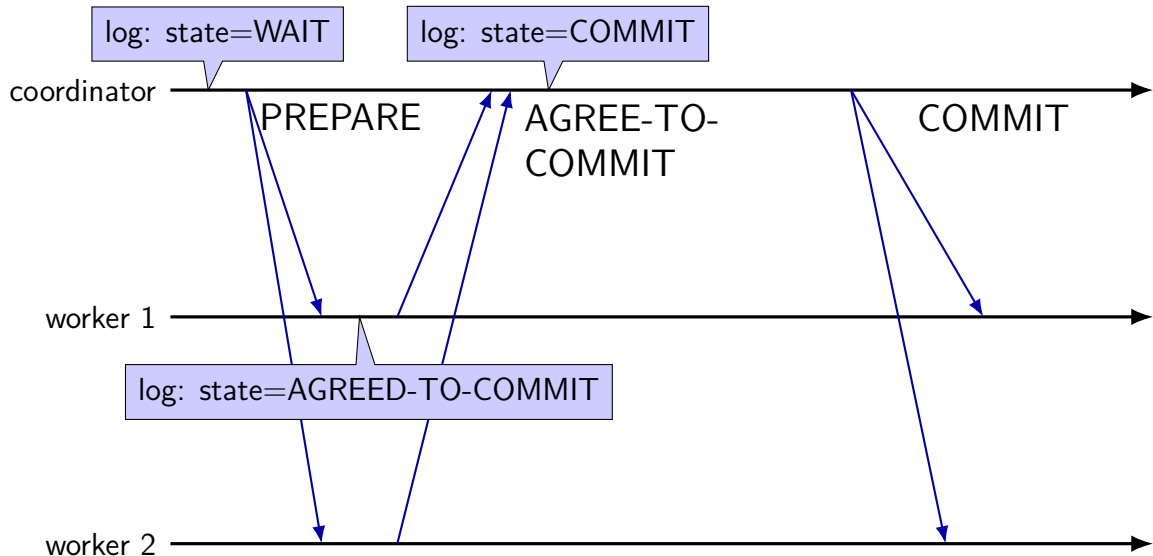 log: state=WAIT
log: state=COMMIT
coordinator
PREPARE
AGREE-TO-
COMMIT
COMMIT
worker 1
log: state=AGREED-TO-COMMIT
worker 2